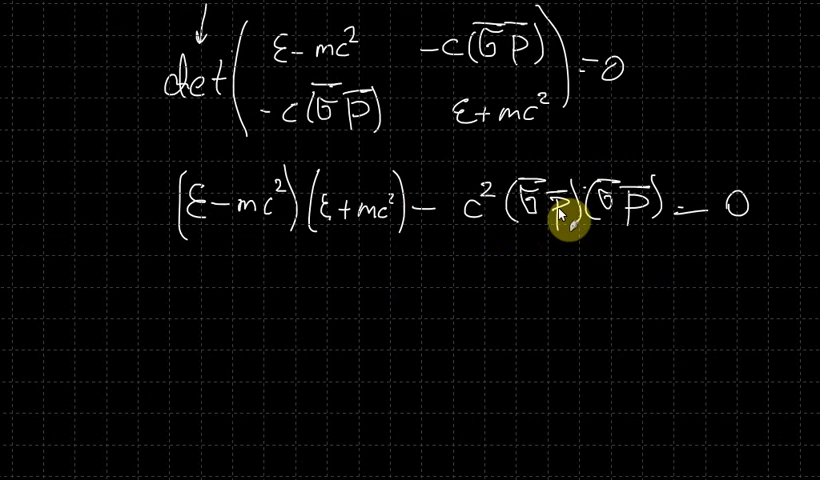 det ( ε - mc² -c(σ̄ p̄) ) = 0
-c(σ̄ p̄) ε + mc²
(ε - mc²)(ε + mc²) - c²(σ̄ p̄)(σ̄ p̄) = 0